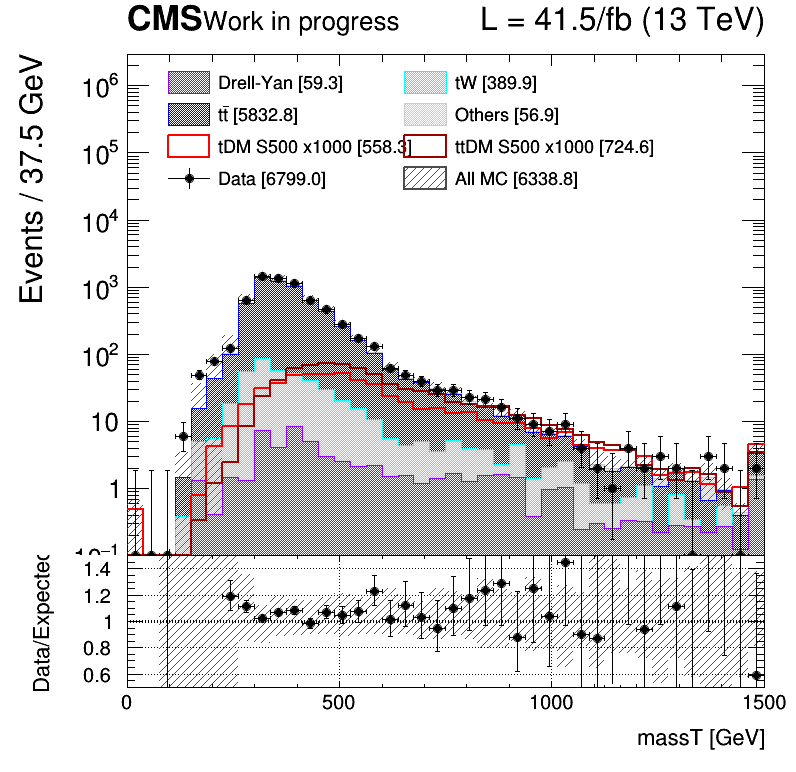 CMS Work in progress L = 41.5/fb (13 TeV)
Events / 37.5 GeV
Drell-Yan [59.3]
tW [389.9]
tt̄ [5832.8]
Others [56.9]
tDM S500 x1000 [558.3]
ttDM S500 x1000 [724.6]
Data [6799.0]
All MC [6338.8]
10⁶
10⁵
10⁴
10³
10²
10
1
10⁻¹
Data/Expected
1.4
1.2
1
0.8
0.6
0 500 1000 1500
massT [GeV]